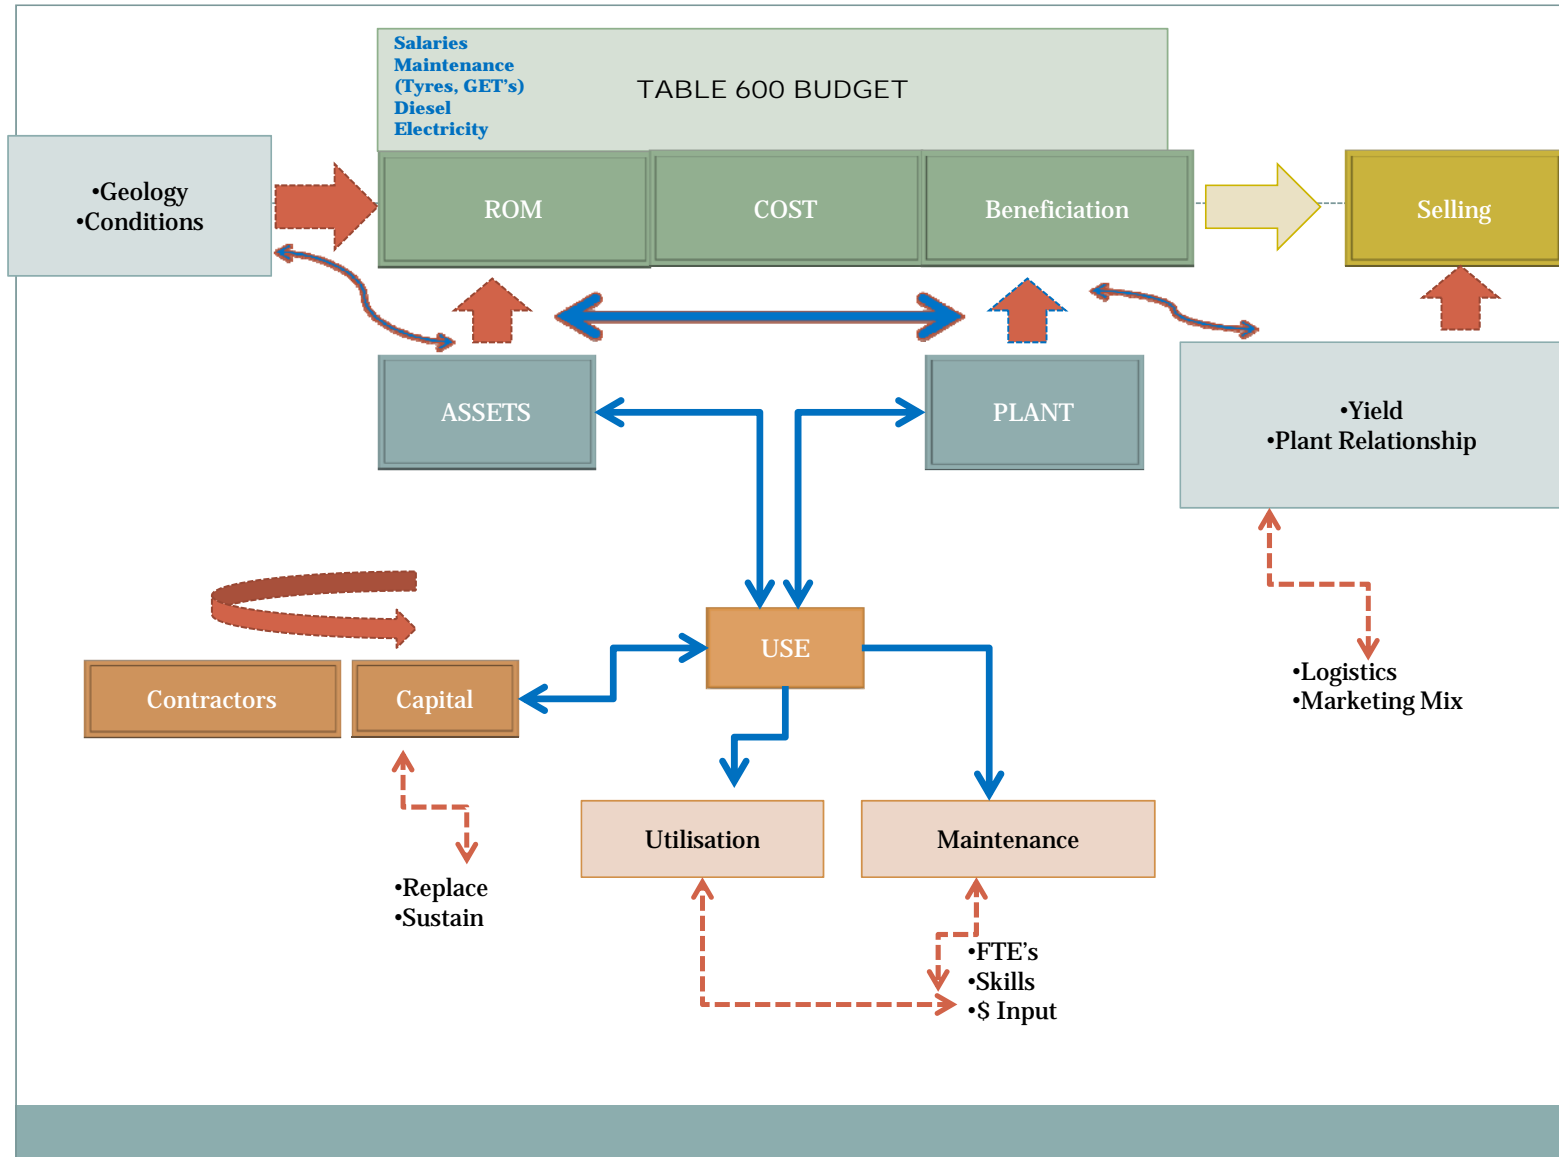 Salaries
Maintenance
(Tyres, GET's)
Diesel
Electricity
TABLE 600 BUDGET
•Geology
•Conditions
ROM
COST
Beneficiation
Selling
ASSETS
PLANT
•Yield
•Plant Relationship
USE
Contractors
Capital
•Logistics
•Marketing Mix
Utilisation
Maintenance
•Replace
•Sustain
•FTE's
•Skills
•$ Input